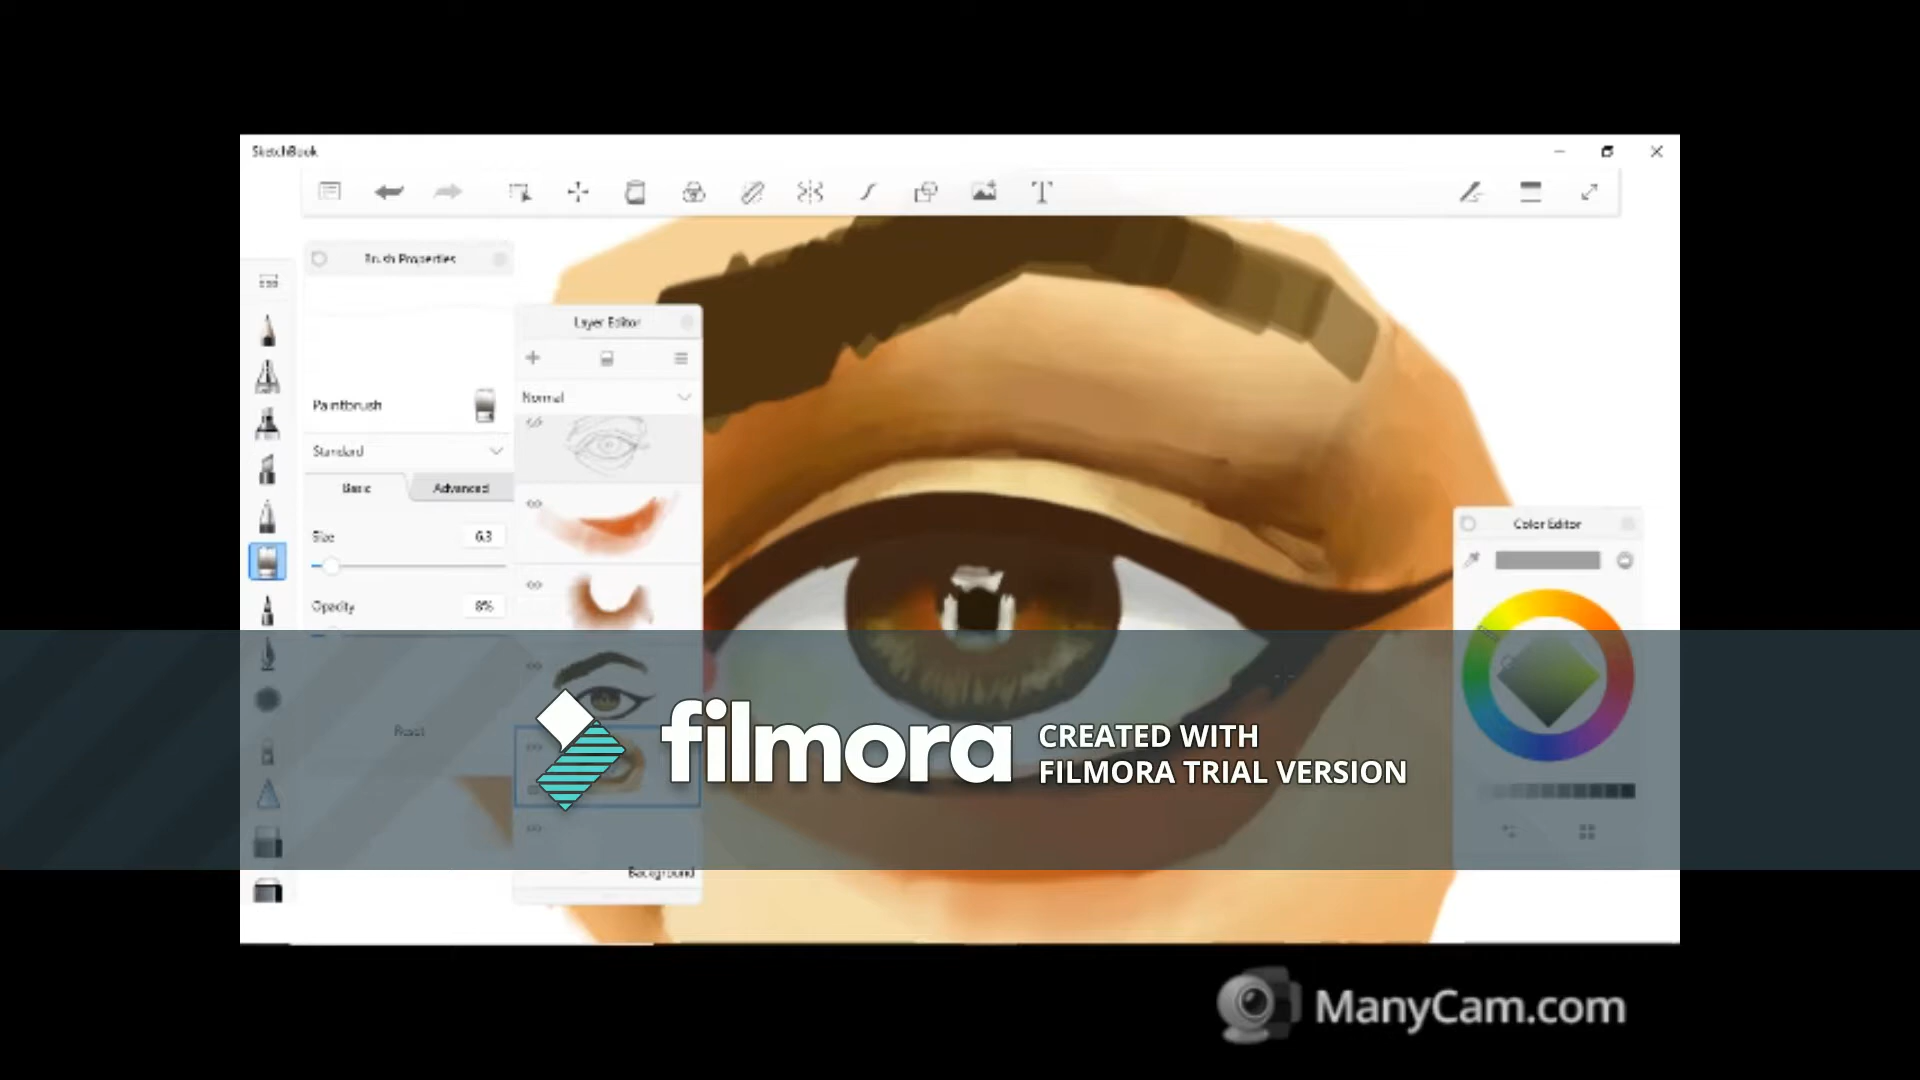 SketchBook
Brush Properties
Layer Editor
Paintbrush
Normal
Standard
Basic
Advanced
Size
6.3
Opacity
8%
Color Editor
Reset
filmora
CREATED WITH
FILMORA TRIAL VERSION
Background
ManyCam.com